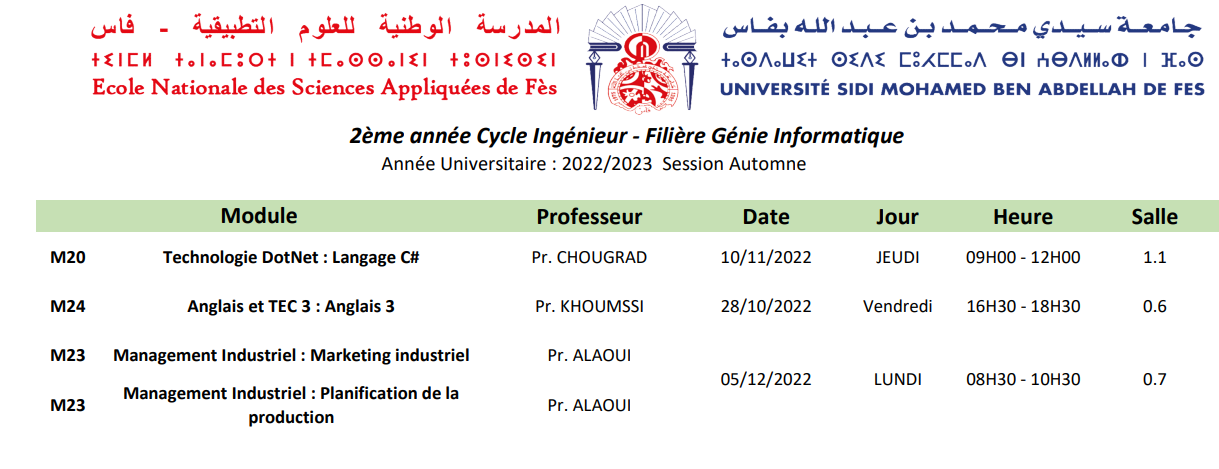 المدرسة الوطنية للعلوم التطبيقية - فاس
ⵜⵉⵏⵎⵍ ⵜⴰⵏⴰⵎⵓⵔⵜ ⵏ ⵜⵎⴰⵙⵙⴰⵏⵉⵏ ⵜⵓⵙⵏⵉⵙⵉⵏ
Ecole Nationale des Sciences Appliquées de Fès
جامعة سيدي محمد بن عبد الله بفاس
ⵜⴰⵙⴷⴰⵡⵉⵜ ⵙⵉⴷⵉ ⵎⵓⵃⵎⵎⴰⴷ ⴱⵏ ⵄⴱⴷⵍⵍⴰⵀ ⵏ ⴼⴰⵙ
UNIVERSITÉ SIDI MOHAMED BEN ABDELLAH DE FES
2ème année Cycle Ingénieur - Filière Génie Informatique
Année Universitaire : 2022/2023 Session Automne
Module Professeur Date Jour Heure Salle
M20 Technologie DotNet : Langage C# Pr. CHOUGRAD 10/11/2022 JEUDI 09H00 - 12H00 1.1
M24 Anglais et TEC 3 : Anglais 3 Pr. KHOUMSSI 28/10/2022 Vendredi 16H30 - 18H30 0.6
M23 Management Industriel : Marketing industriel Pr. ALAOUI
05/12/2022 LUNDI 08H30 - 10H30 0.7
M23 Management Industriel : Planification de la
production Pr. ALAOUI